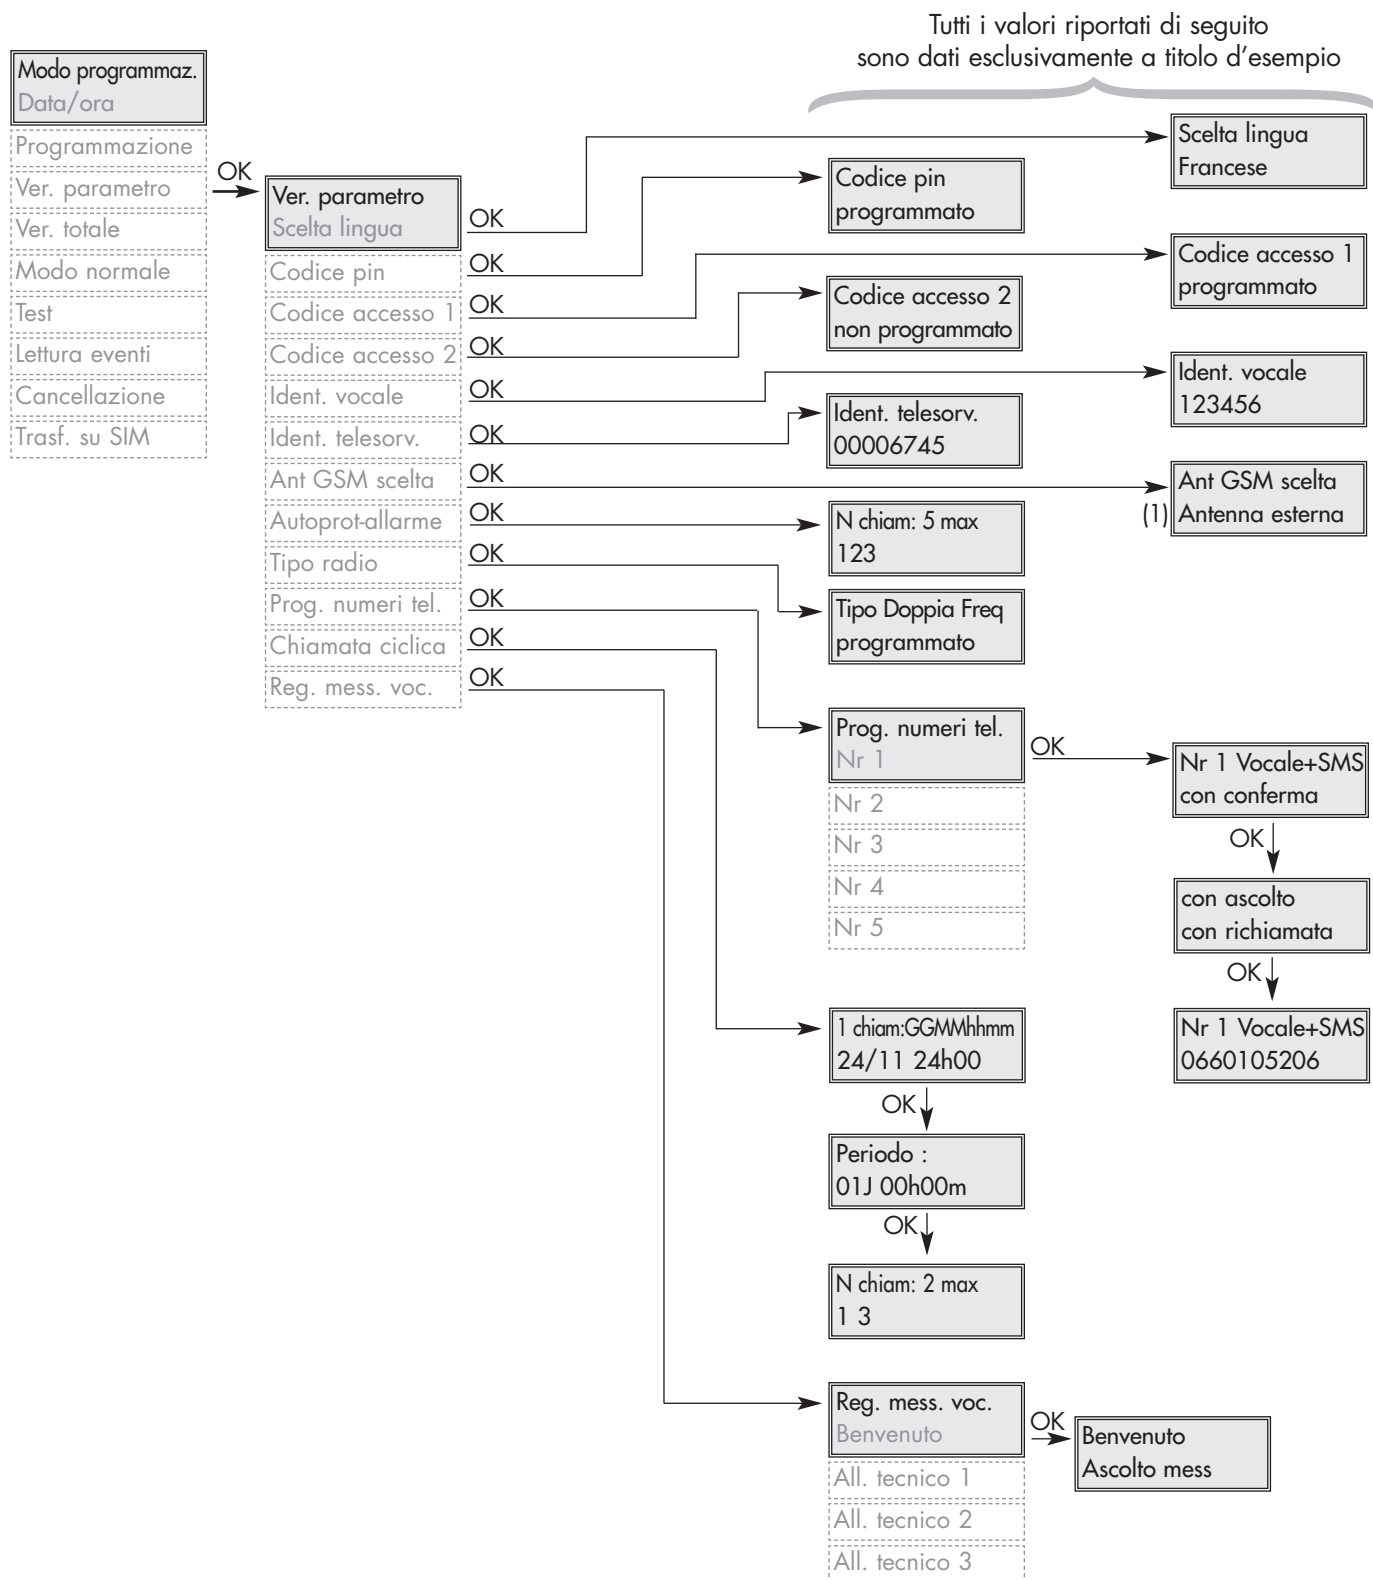 Tutti i valori riportati di seguito
sono dati esclusivamente a titolo d'esempio
Modo programmaz.
Data/ora
Programmazione
Ver. parametro
Ver. totale
Modo normale
Test
Lettura eventi
Cancellazione
Trasf. su SIM
OK
Ver. parametro
Scelta lingua
Codice pin
Codice accesso 1
Codice accesso 2
Ident. vocale
Ident. telesorv.
Ant GSM scelta
Autoprot-allarme
Tipo radio
Prog. numeri tel.
Chiamata ciclica
Reg. mess. voc.
OK
OK
OK
OK
OK
OK
OK
OK
OK
OK
OK
OK
Scelta lingua
Francese
Codice pin
programmato
Codice accesso 1
programmato
Codice accesso 2
non programmato
Ident. vocale
123456
Ident. telesorv.
00006745
Ant GSM scelta
(1) Antenna esterna
N chiam: 5 max
123
Tipo Doppia Freq
programmato
Prog. numeri tel.
Nr 1
Nr 2
Nr 3
Nr 4
Nr 5
OK
Nr 1 Vocale+SMS
con conferma
OK
con ascolto
con richiamata
OK
Nr 1 Vocale+SMS
0660105206
1 chiam:GGMMhhmm
24/11 24h00
OK
Periodo :
01J 00h00m
OK
N chiam: 2 max
1 3
Reg. mess. voc.
Benvenuto
All. tecnico 1
All. tecnico 2
All. tecnico 3
OK
Benvenuto
Ascolto mess